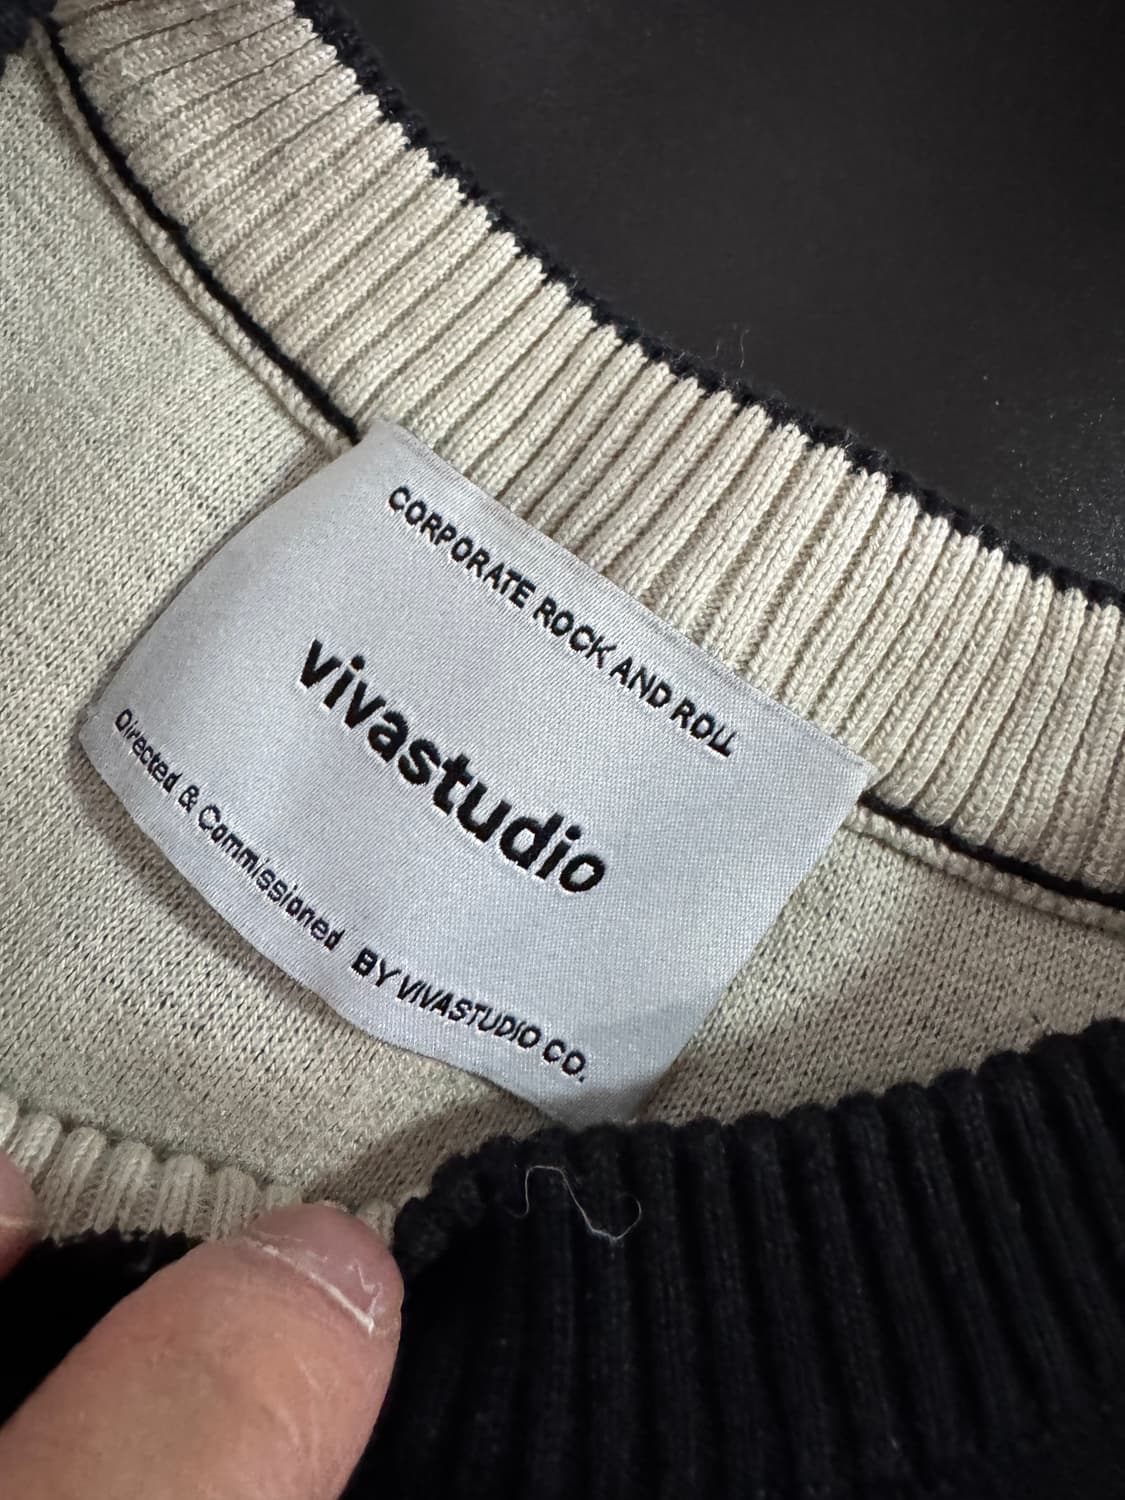 CORPORATE ROCK AND ROLL
vivastudio
Directed & Commissioned BY VIVASTUDIO CO.